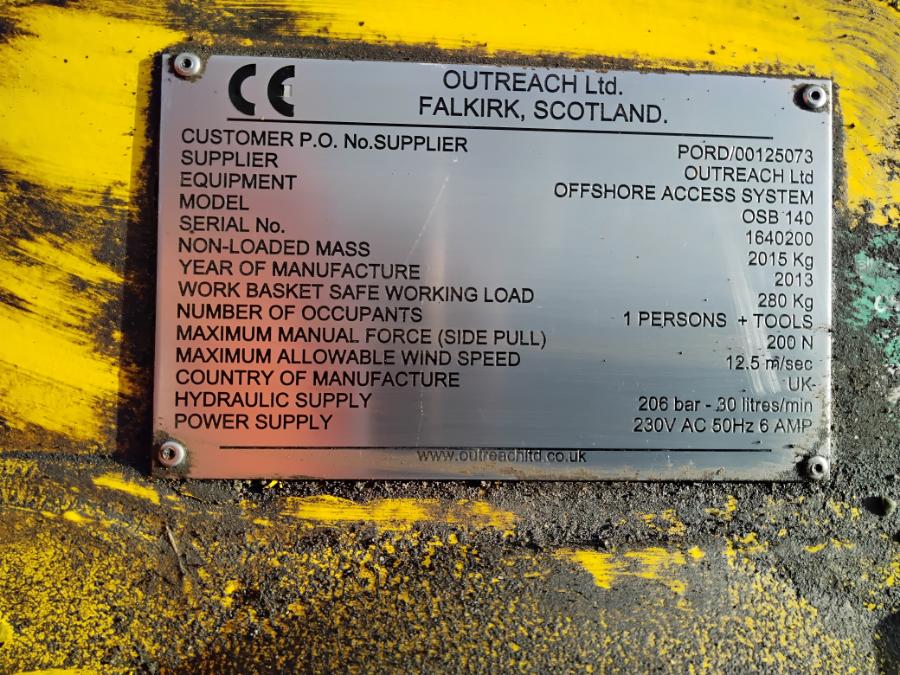 CE OUTREACH Ltd.
FALKIRK, SCOTLAND.
CUSTOMER P.O. No.SUPPLIER PORD/00125073
SUPPLIER OUTREACH Ltd
EQUIPMENT OFFSHORE ACCESS SYSTEM
MODEL OSB 140
SERIAL No. 1640200
NON-LOADED MASS 2015 Kg
YEAR OF MANUFACTURE 2013
WORK BASKET SAFE WORKING LOAD 280 Kg
NUMBER OF OCCUPANTS 1 PERSONS + TOOLS
MAXIMUM MANUAL FORCE (SIDE PULL) 200 N
MAXIMUM ALLOWABLE WIND SPEED 12.5 m/sec
COUNTRY OF MANUFACTURE UK
HYDRAULIC SUPPLY 206 bar - 30 litres/min
POWER SUPPLY 230V AC 50Hz 6 AMP
www.outreachltd.co.uk